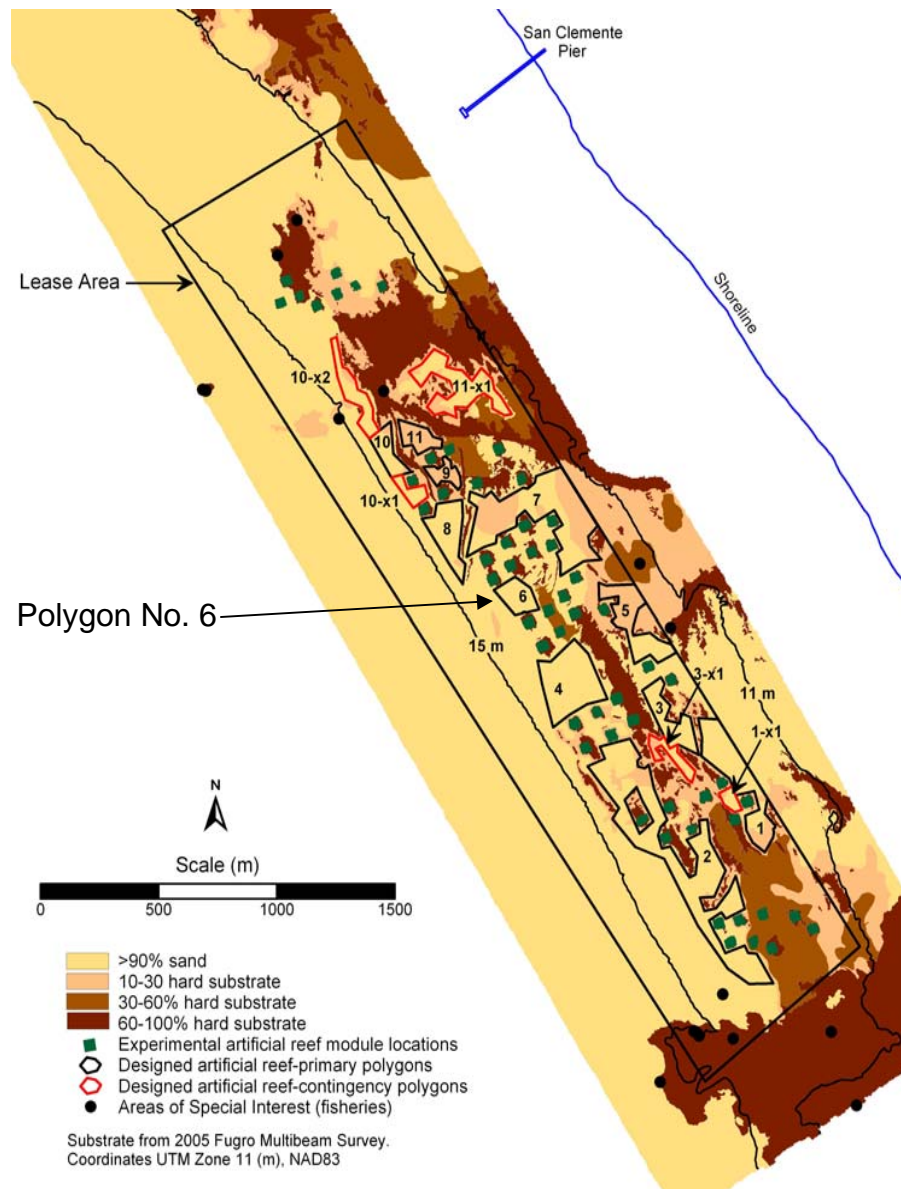 San Clemente
Pier
Lease Area
Shoreline
10-x2
11-x1
10
11
9
10-x1
7
8
Polygon No. 6
6
5
15 m
4
3-x1
11 m
3
1-x1
1
2
N
Scale (m)
0 500 1000 1500
>90% sand
10-30 hard substrate
30-60% hard substrate
60-100% hard substrate
Experimental artificial reef module locations
Designed artificial reef-primary polygons
Designed artificial reef-contingency polygons
Areas of Special Interest (fisheries)
Substrate from 2005 Fugro Multibeam Survey.
Coordinates UTM Zone 11 (m), NAD83